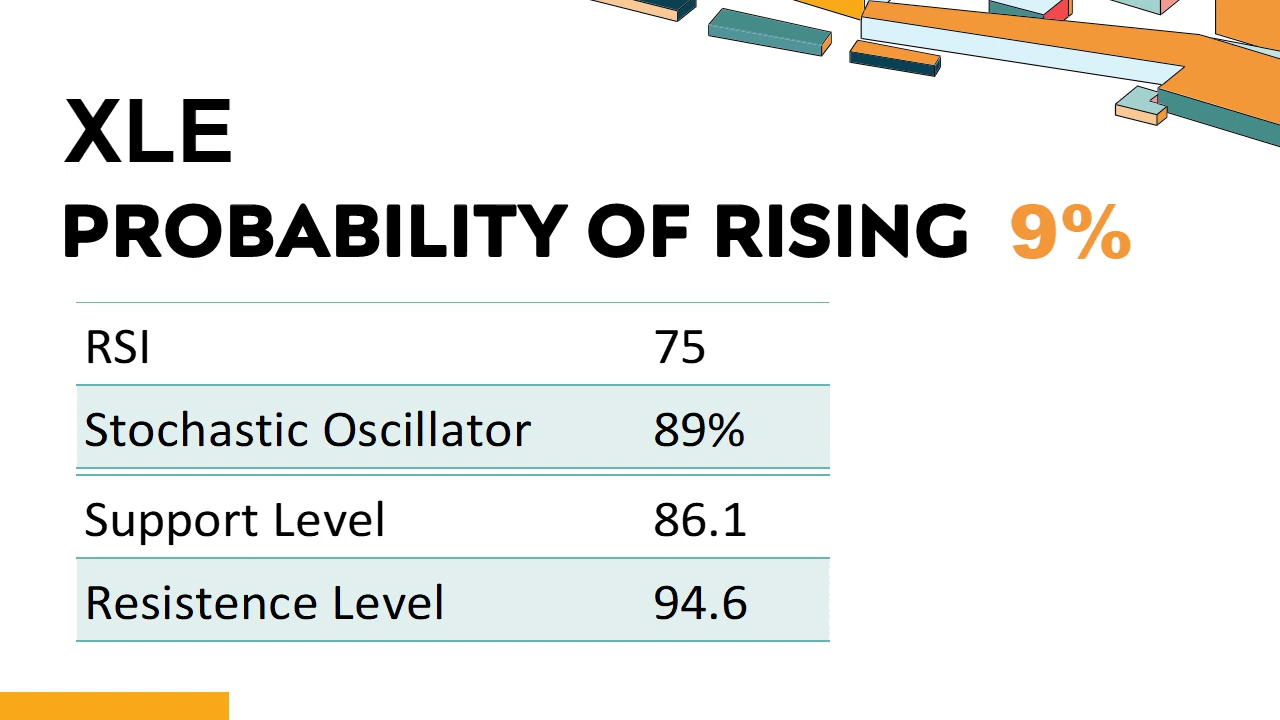 XLE
PROBABILITY OF RISING 9%
RSI 75
Stochastic Oscillator 89%
Support Level 86.1
Resistence Level 94.6